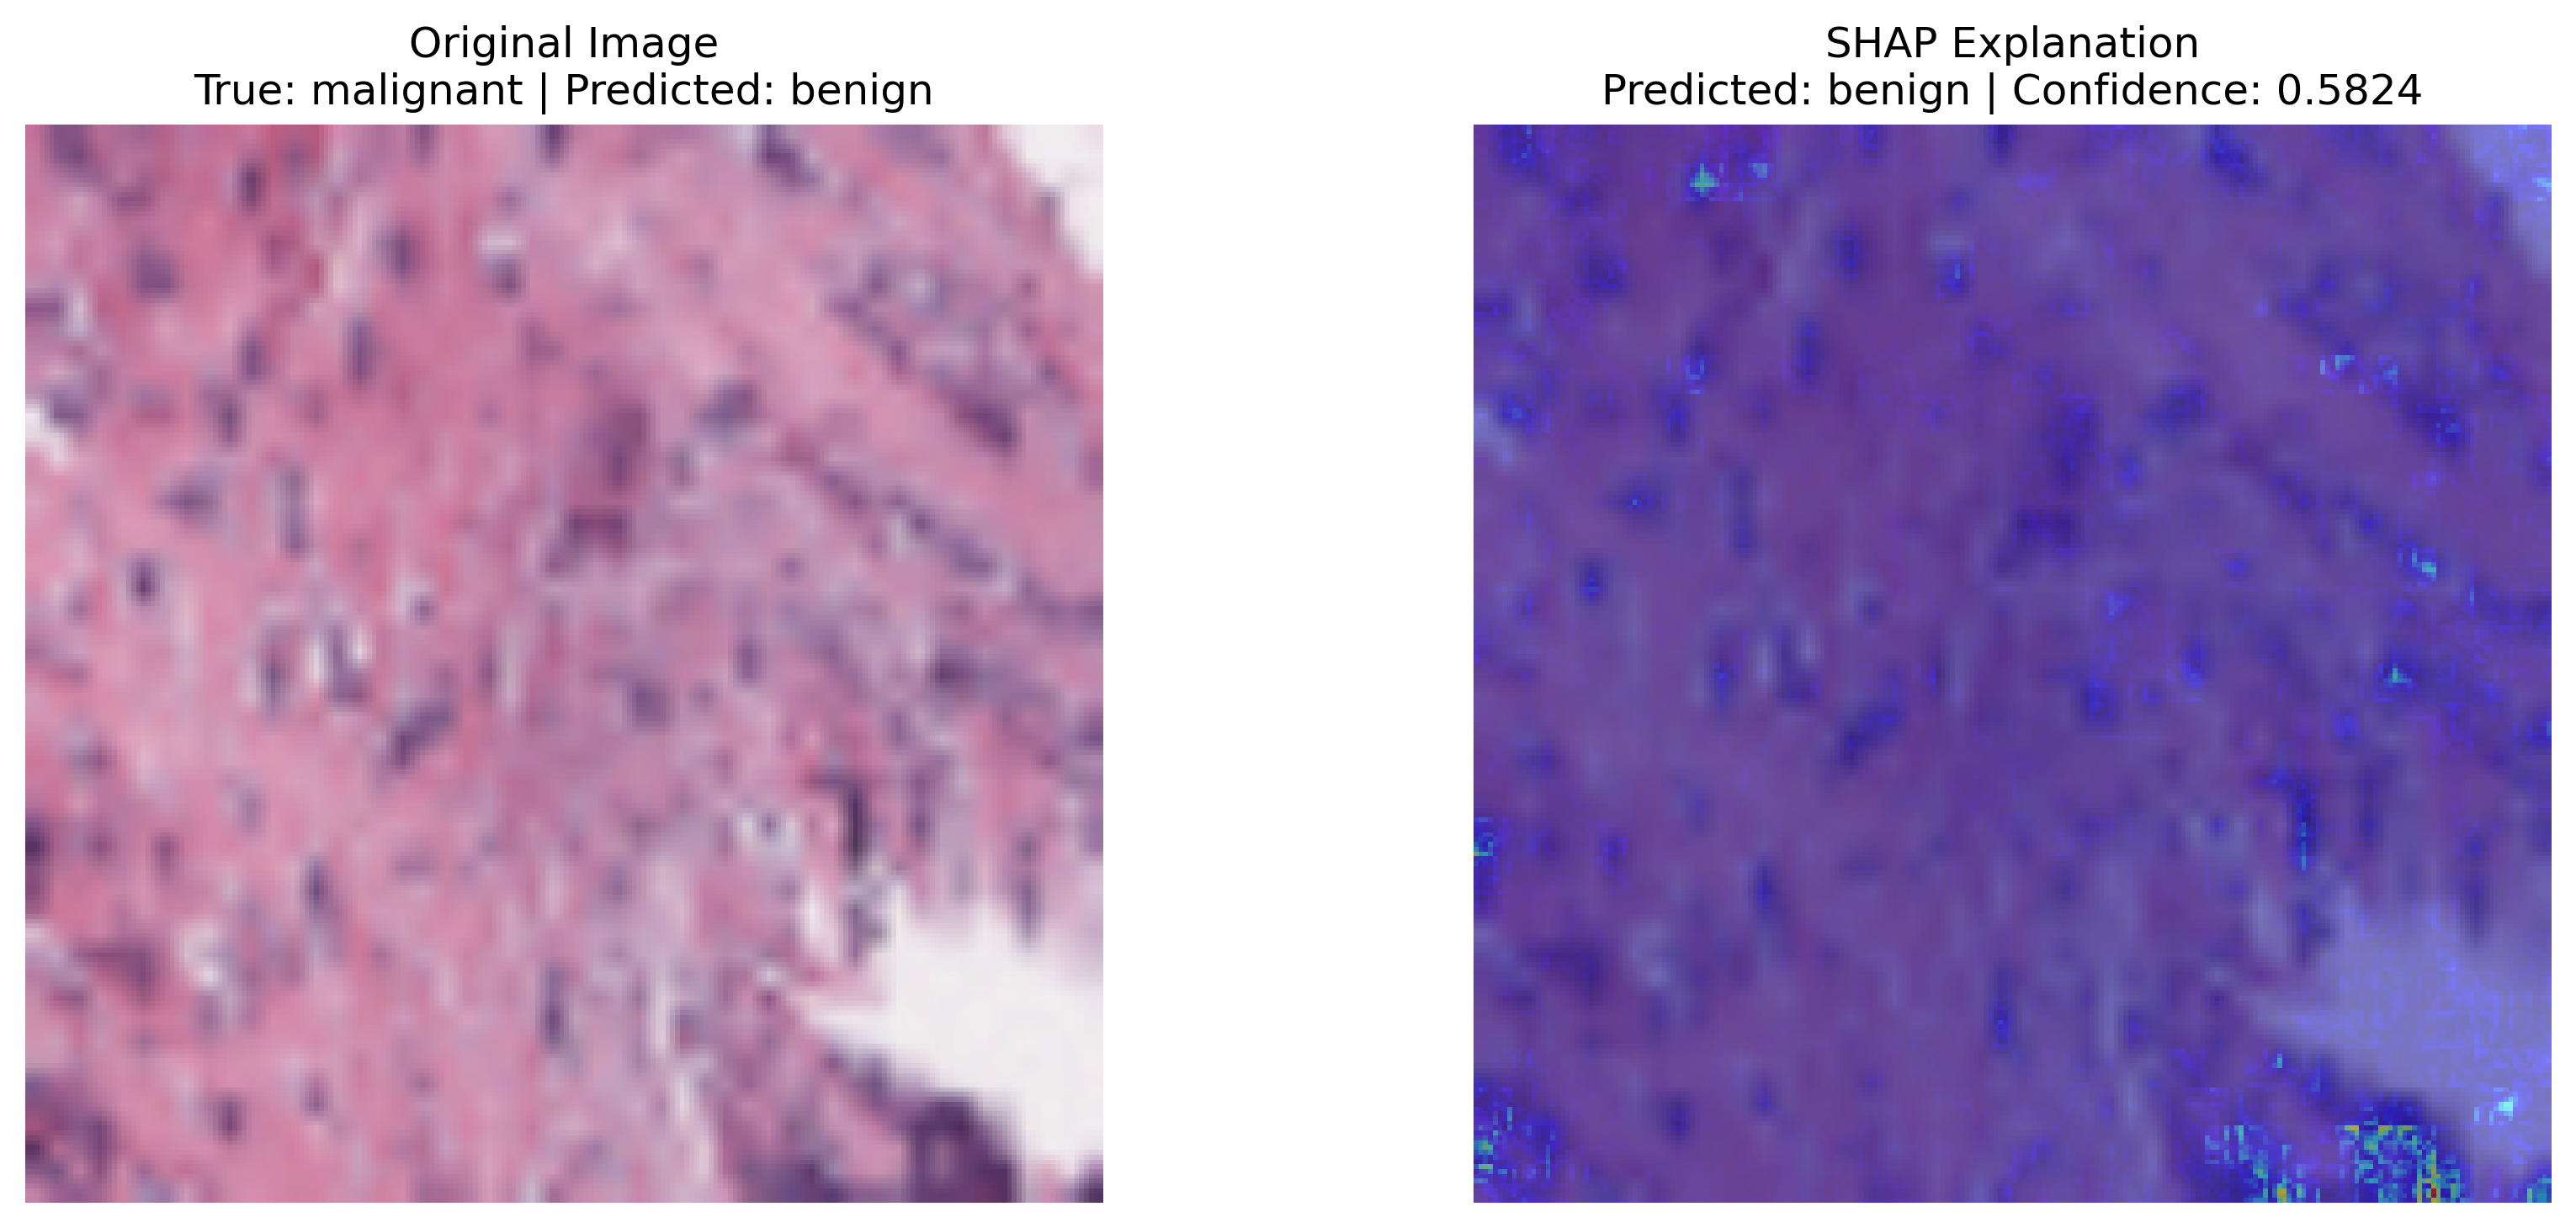 Original Image
True: malignant | Predicted: benign
SHAP Explanation
Predicted: benign | Confidence: 0.5824